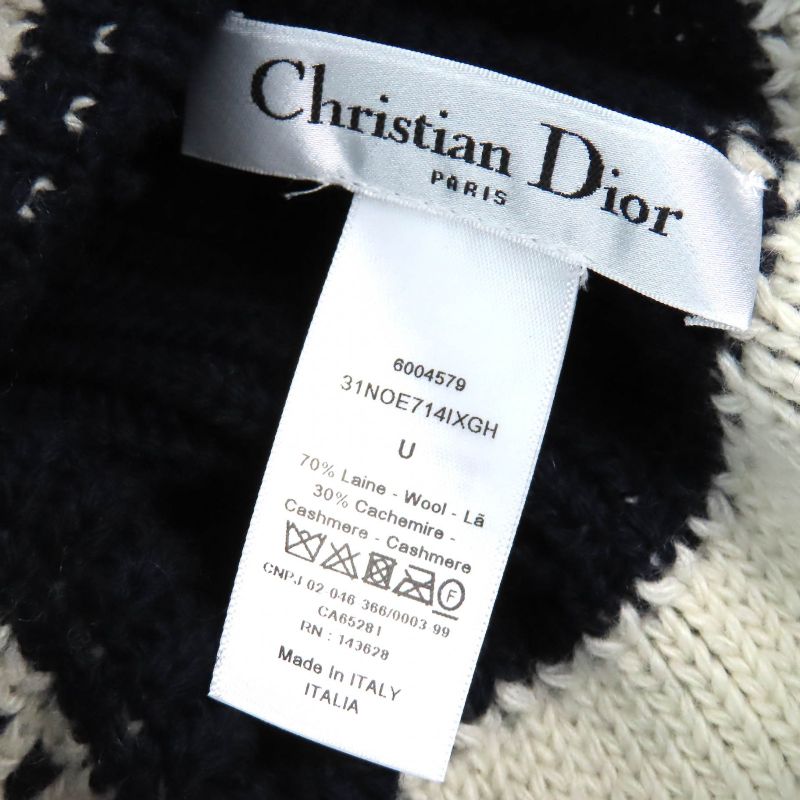 Christian Dior
PARIS
6004579
31NOE714IXGH
U
70% Laine - Wool - Lã
30% Cachemire -
Cashmere - Cashmere
F
CNPJ 02 046 366/0003 99
CA65281
RN : 143628
Made In ITALY
ITALIA